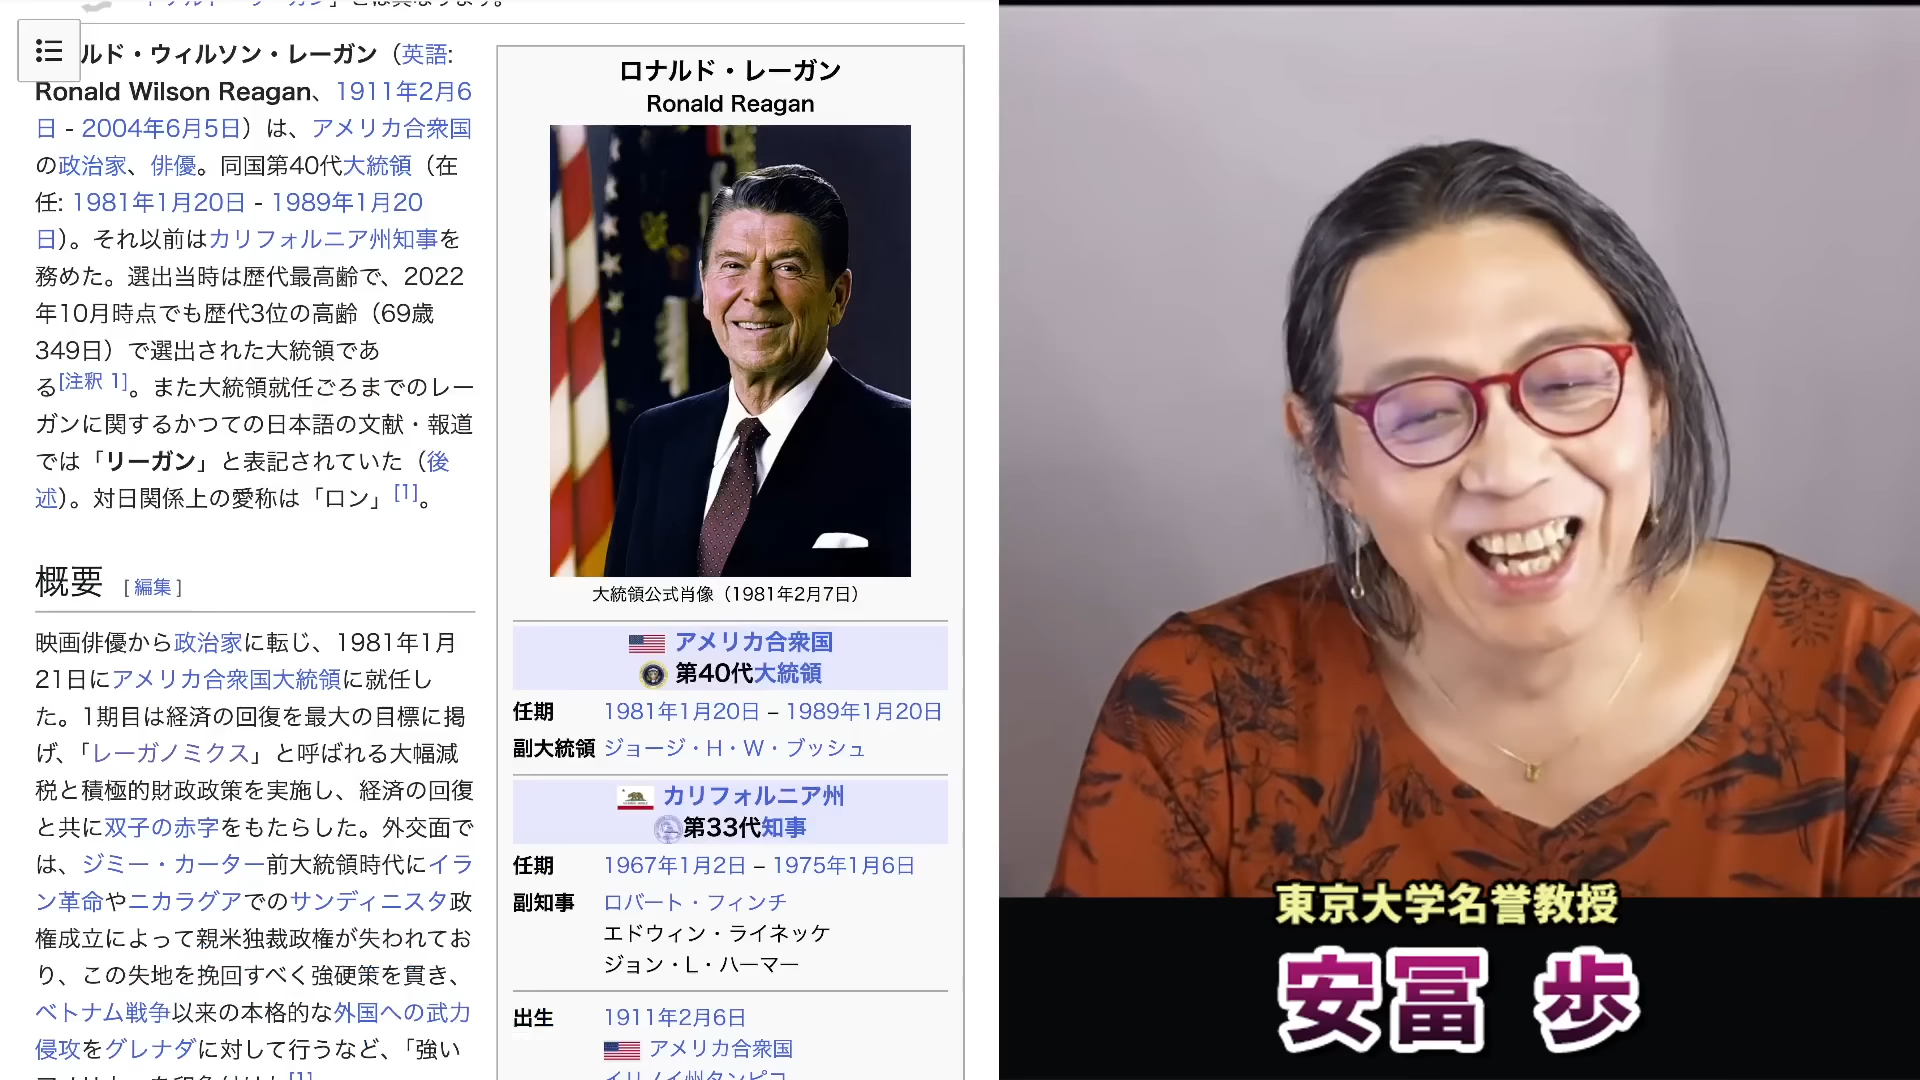 ルド・ウィルソン・レーガン（英語:
Ronald Wilson Reagan、1911年2月6
日 - 2004年6月5日）は、アメリカ合衆国
の政治家、俳優。同国第40代大統領（在
任: 1981年1月20日 - 1989年1月20
日）。それ以前はカリフォルニア州知事を
務めた。選出当時は歴代最高齢で、2022
年10月時点でも歴代3位の高齢（69歳
349日）で選出された大統領であ
る[注釈 1]。また大統領就任ごろまでのレー
ガンに関するかつての日本語の文献・報道
では「リーガン」と表記されていた（後
述）。対日関係上の愛称は「ロン」[1]。
概要 [編集]
映画俳優から政治家に転じ、1981年1月
21日にアメリカ合衆国大統領に就任し
た。1期目は経済の回復を最大の目標に掲
げ、「レーガノミクス」と呼ばれる大幅減
税と積極的財政政策を実施し、経済の回復
と共に双子の赤字をもたらした。外交面で
は、ジミー・カーター前大統領時代にイラ
ン革命やニカラグアでのサンディニスタ政
権成立によって親米独裁政権が失われてお
り、この失地を挽回すべく強硬策を貫き、
ベトナム戦争以来の本格的な外国への武力
侵攻をグレナダに対して行うなど、「強い
ロナルド・レーガン
Ronald Reagan
大統領公式肖像（1981年2月7日）
アメリカ合衆国
第40代大統領
任期 1981年1月20日 – 1989年1月20日
副大統領 ジョージ・H・W・ブッシュ
カリフォルニア州
第33代知事
任期 1967年1月2日 – 1975年1月6日
副知事 ロバート・フィンチ
エドウィン・ライネッケ
ジョン・L・ハーマー
出生 1911年2月6日
アメリカ合衆国
東京大学名誉教授
安冨 歩